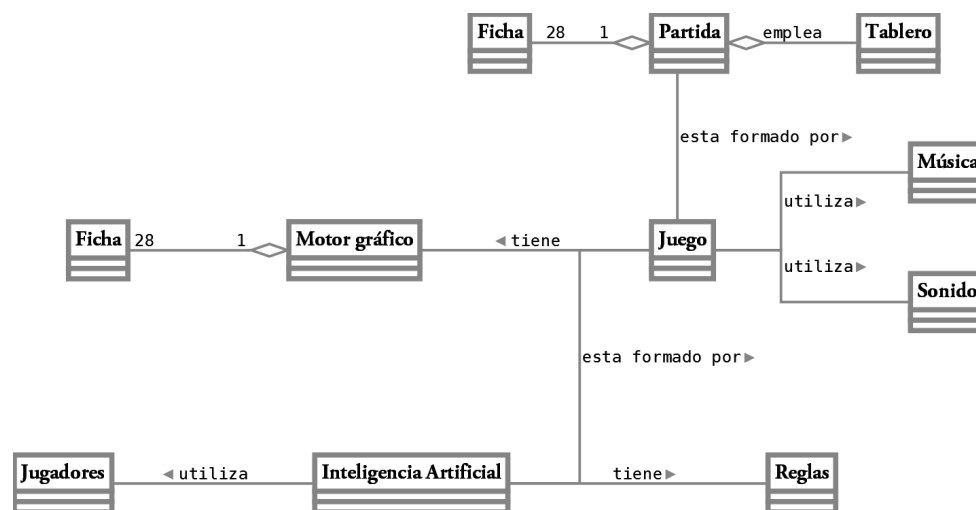 Ficha 28 1 Partida emplea Tablero
esta formado por
Música
utiliza
Ficha 28 1 Motor gráfico tiene Juego
utiliza
Sonido
esta formado por
Jugadores utiliza Inteligencia Artificial tiene Reglas